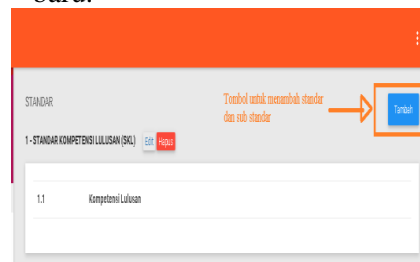 baru.
STANDAR
Tombol untuk menambah standar
dan sub standar
Tambah
1 - STANDAR KOMPETENSI LULUSAN (SKL) Edit Hapus
1.1 Kompetensi Lulusan